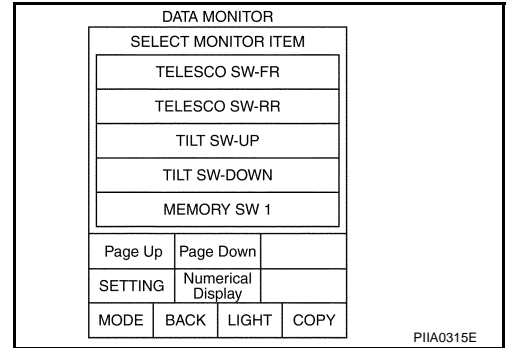 DATA MONITOR
SELECT MONITOR ITEM
TELESCO SW-FR
TELESCO SW-RR
TILT SW-UP
TILT SW-DOWN
MEMORY SW 1
Page Up Page Down
SETTING Numerical Display
MODE BACK LIGHT COPY
PIIA0315E